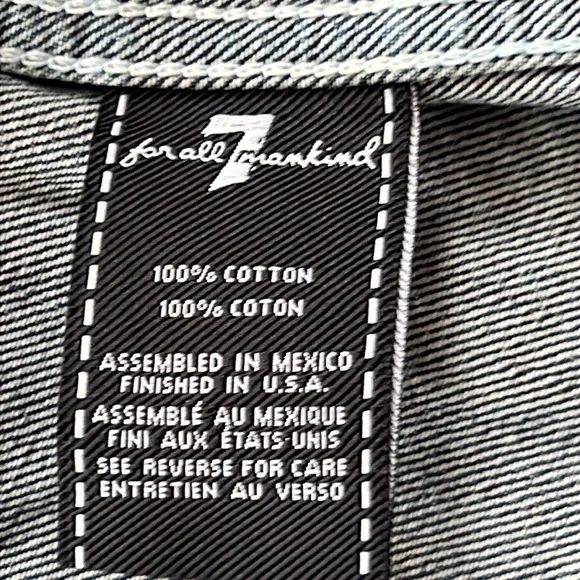 for all 7 mankind
100% COTTON
100% COTON
ASSEMBLED IN MEXICO
FINISHED IN U.S.A.
ASSEMBLÉ AU MEXIQUE
FINI AUX ÉTATS-UNIS
SEE REVERSE FOR CARE
ENTRETIEN AU VERSO